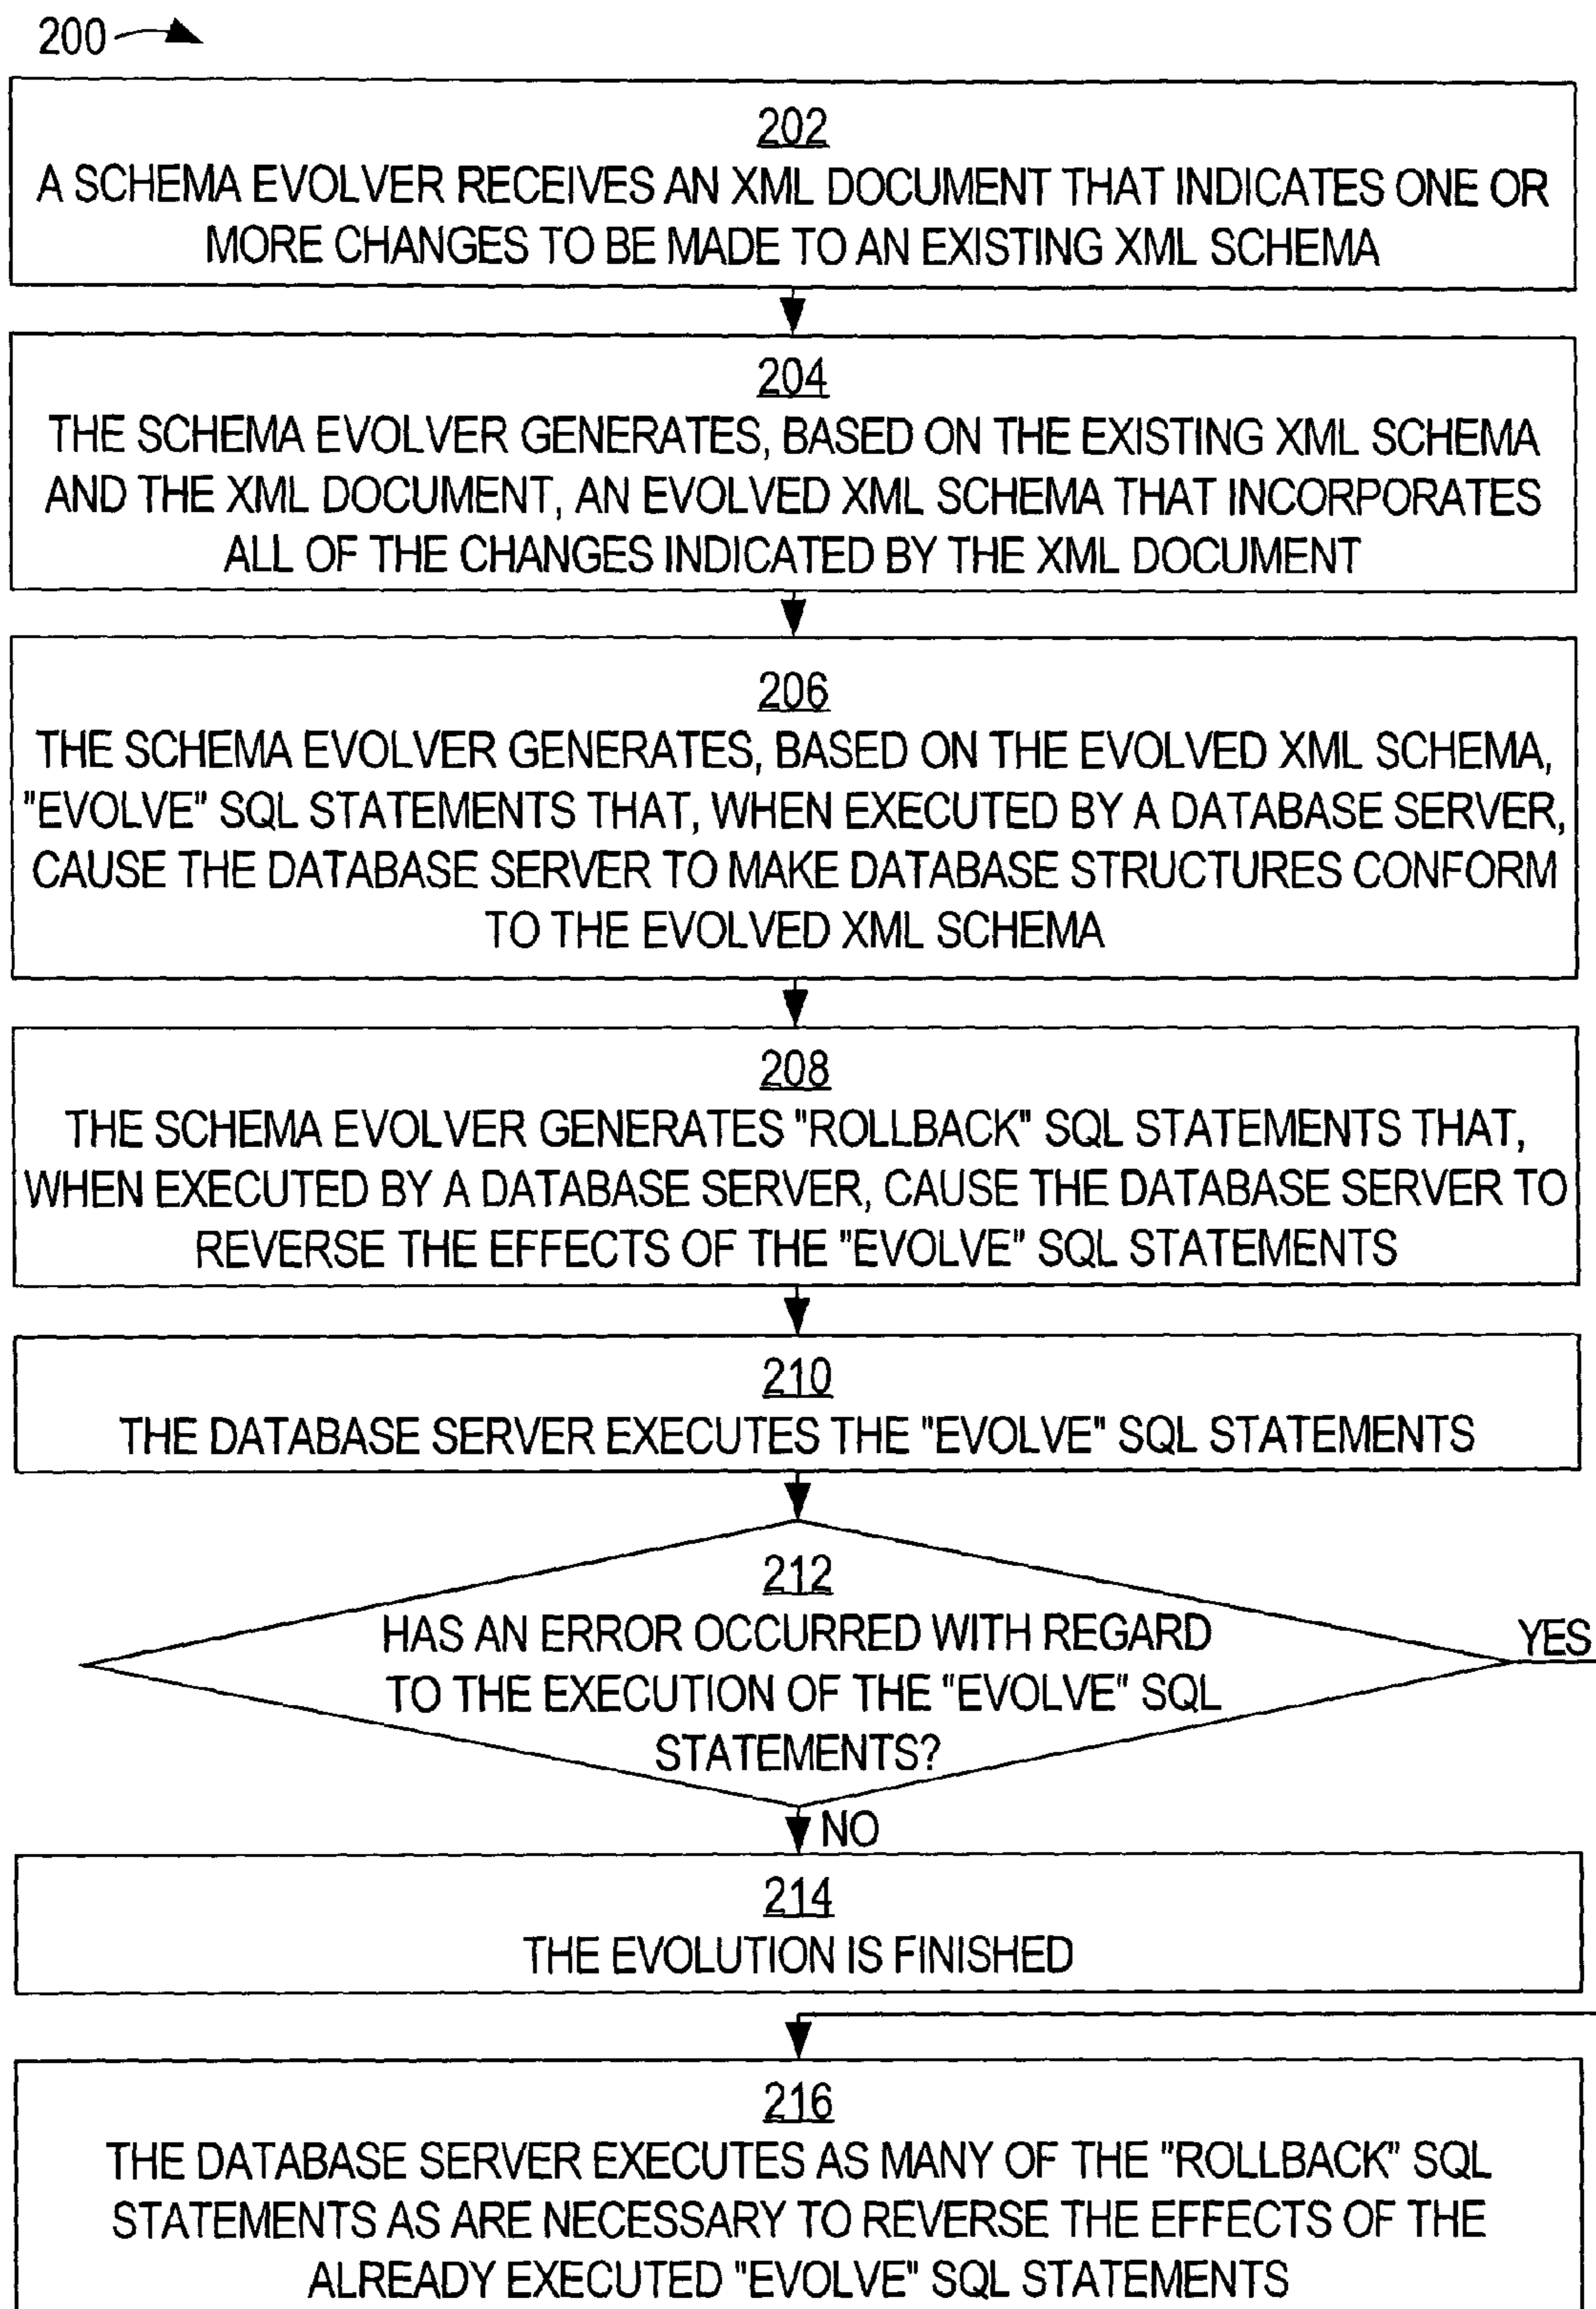 200
202
A SCHEMA EVOLVER RECEIVES AN XML DOCUMENT THAT INDICATES ONE OR
MORE CHANGES TO BE MADE TO AN EXISTING XML SCHEMA
204
THE SCHEMA EVOLVER GENERATES, BASED ON THE EXISTING XML SCHEMA
AND THE XML DOCUMENT, AN EVOLVED XML SCHEMA THAT INCORPORATES
ALL OF THE CHANGES INDICATED BY THE XML DOCUMENT
206
THE SCHEMA EVOLVER GENERATES, BASED ON THE EVOLVED XML SCHEMA,
"EVOLVE" SQL STATEMENTS THAT, WHEN EXECUTED BY A DATABASE SERVER,
CAUSE THE DATABASE SERVER TO MAKE DATABASE STRUCTURES CONFORM
TO THE EVOLVED XML SCHEMA
208
THE SCHEMA EVOLVER GENERATES "ROLLBACK" SQL STATEMENTS THAT,
WHEN EXECUTED BY A DATABASE SERVER, CAUSE THE DATABASE SERVER TO
REVERSE THE EFFECTS OF THE "EVOLVE" SQL STATEMENTS
210
THE DATABASE SERVER EXECUTES THE "EVOLVE" SQL STATEMENTS
212
HAS AN ERROR OCCURRED WITH REGARD
TO THE EXECUTION OF THE "EVOLVE" SQL
STATEMENTS?
YES
NO
214
THE EVOLUTION IS FINISHED
216
THE DATABASE SERVER EXECUTES AS MANY OF THE "ROLLBACK" SQL
STATEMENTS AS ARE NECESSARY TO REVERSE THE EFFECTS OF THE
ALREADY EXECUTED "EVOLVE" SQL STATEMENTS